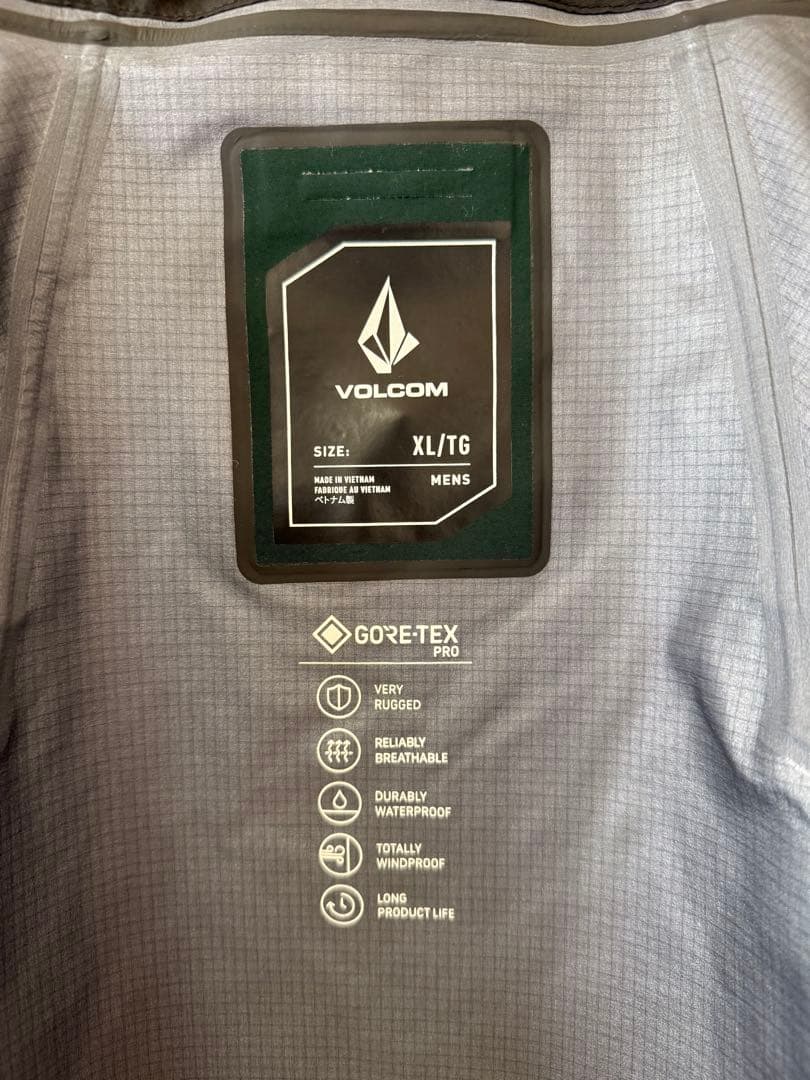 VOLCOM
SIZE: XL/TG
MADE IN VIETNAM MENS
FABRIQUE AU VIETNAM
ベトナム製
GORE-TEX
PRO
VERY
RUGGED
RELIABLY
BREATHABLE
DURABLY
WATERPROOF
TOTALLY
WINDPROOF
LONG
PRODUCT LIFE